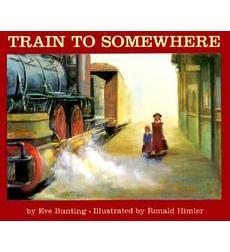 TRAIN TO SOMEWHERE
by Eve Bunting • Illustrated by Ronald Himler